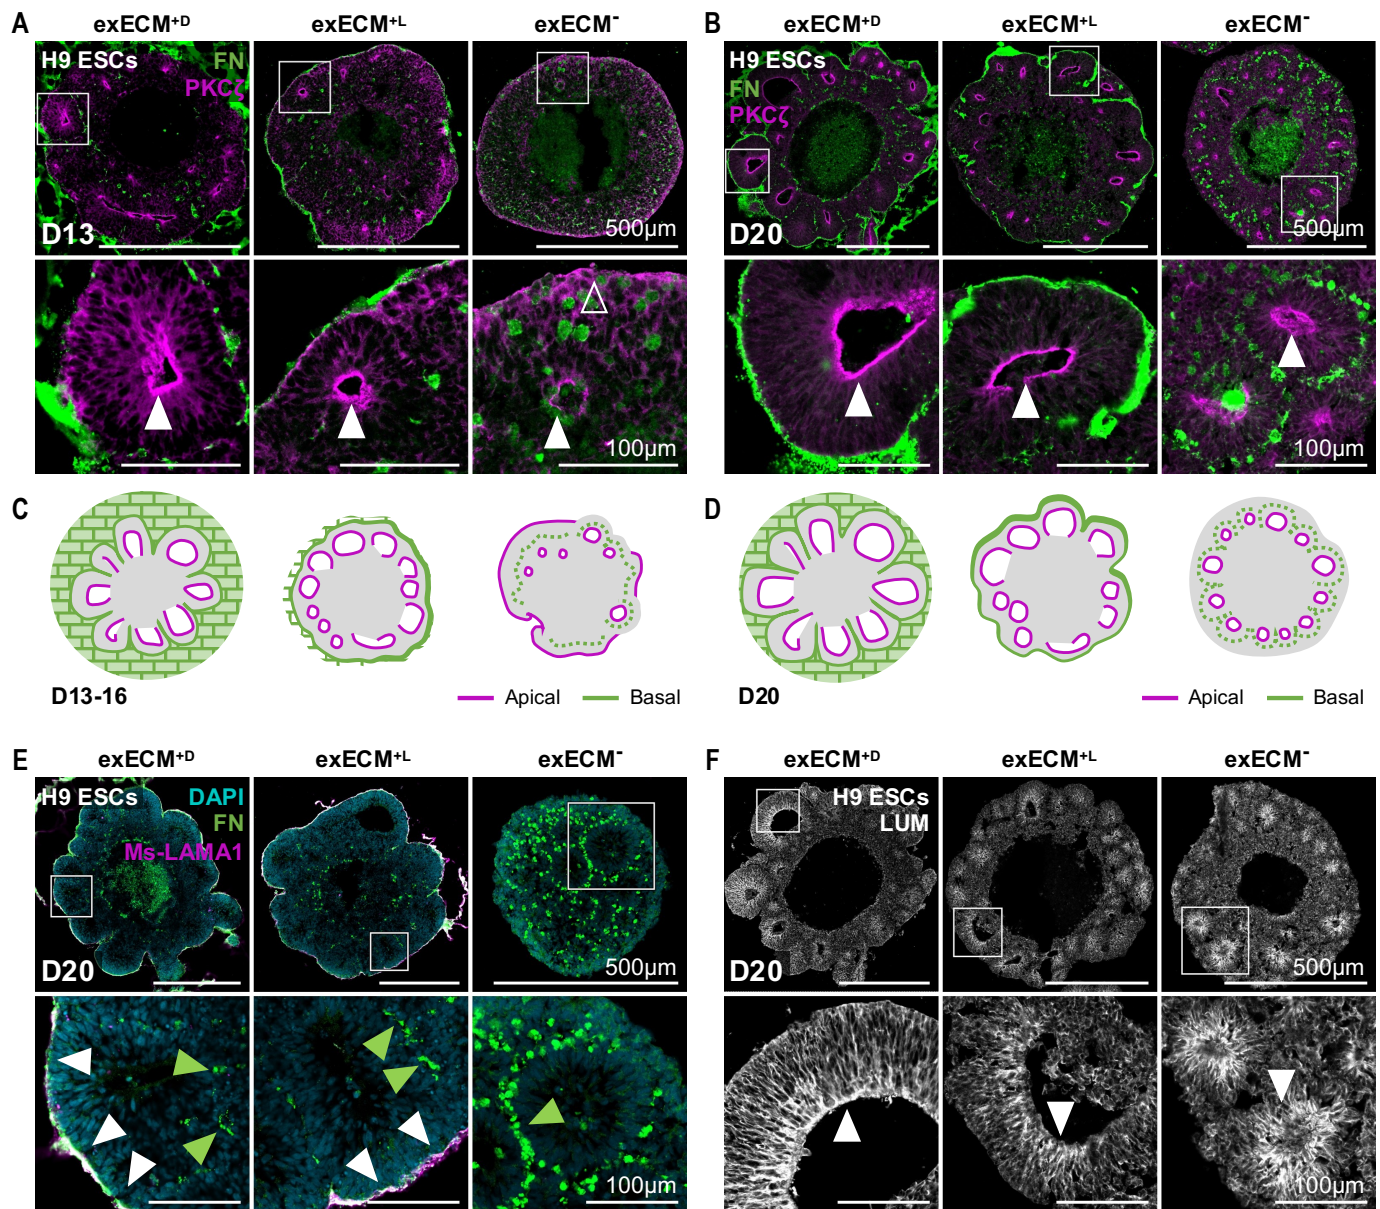 A
exECM+D
exECM+L
exECM-
H9 ESCs
FN
PKCζ
D13
500µm
100µm
B
exECM+D
exECM+L
exECM-
H9 ESCs
FN
PKCζ
D20
500µm
100µm
C
D13-16
Apical
Basal
D
D20
Apical
Basal
E
exECM+D
exECM+L
exECM-
H9 ESCs
DAPI
FN
Ms-LAMA1
D20
500µm
100µm
F
exECM+D
exECM+L
exECM-
H9 ESCs
LUM
D20
500µm
100µm